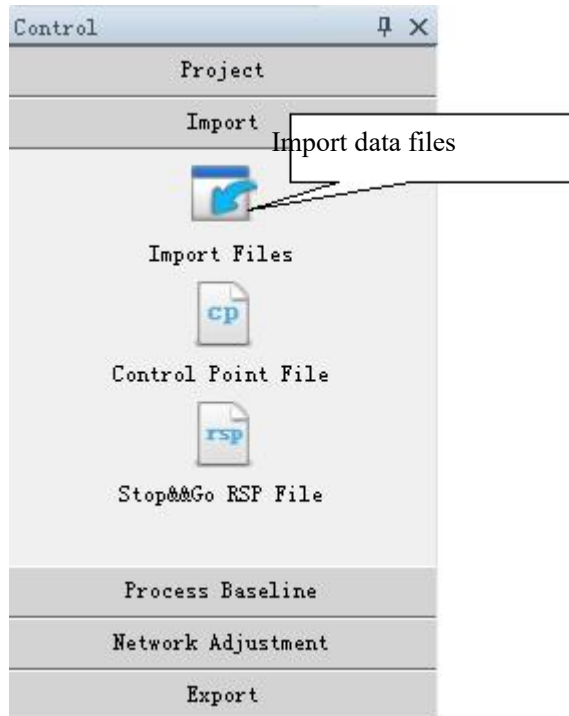 Control
Project
Import
Import data files
Import Files
cp
Control Point File
rsp
Stop&&Go RSP File
Process Baseline
Network Adjustment
Export